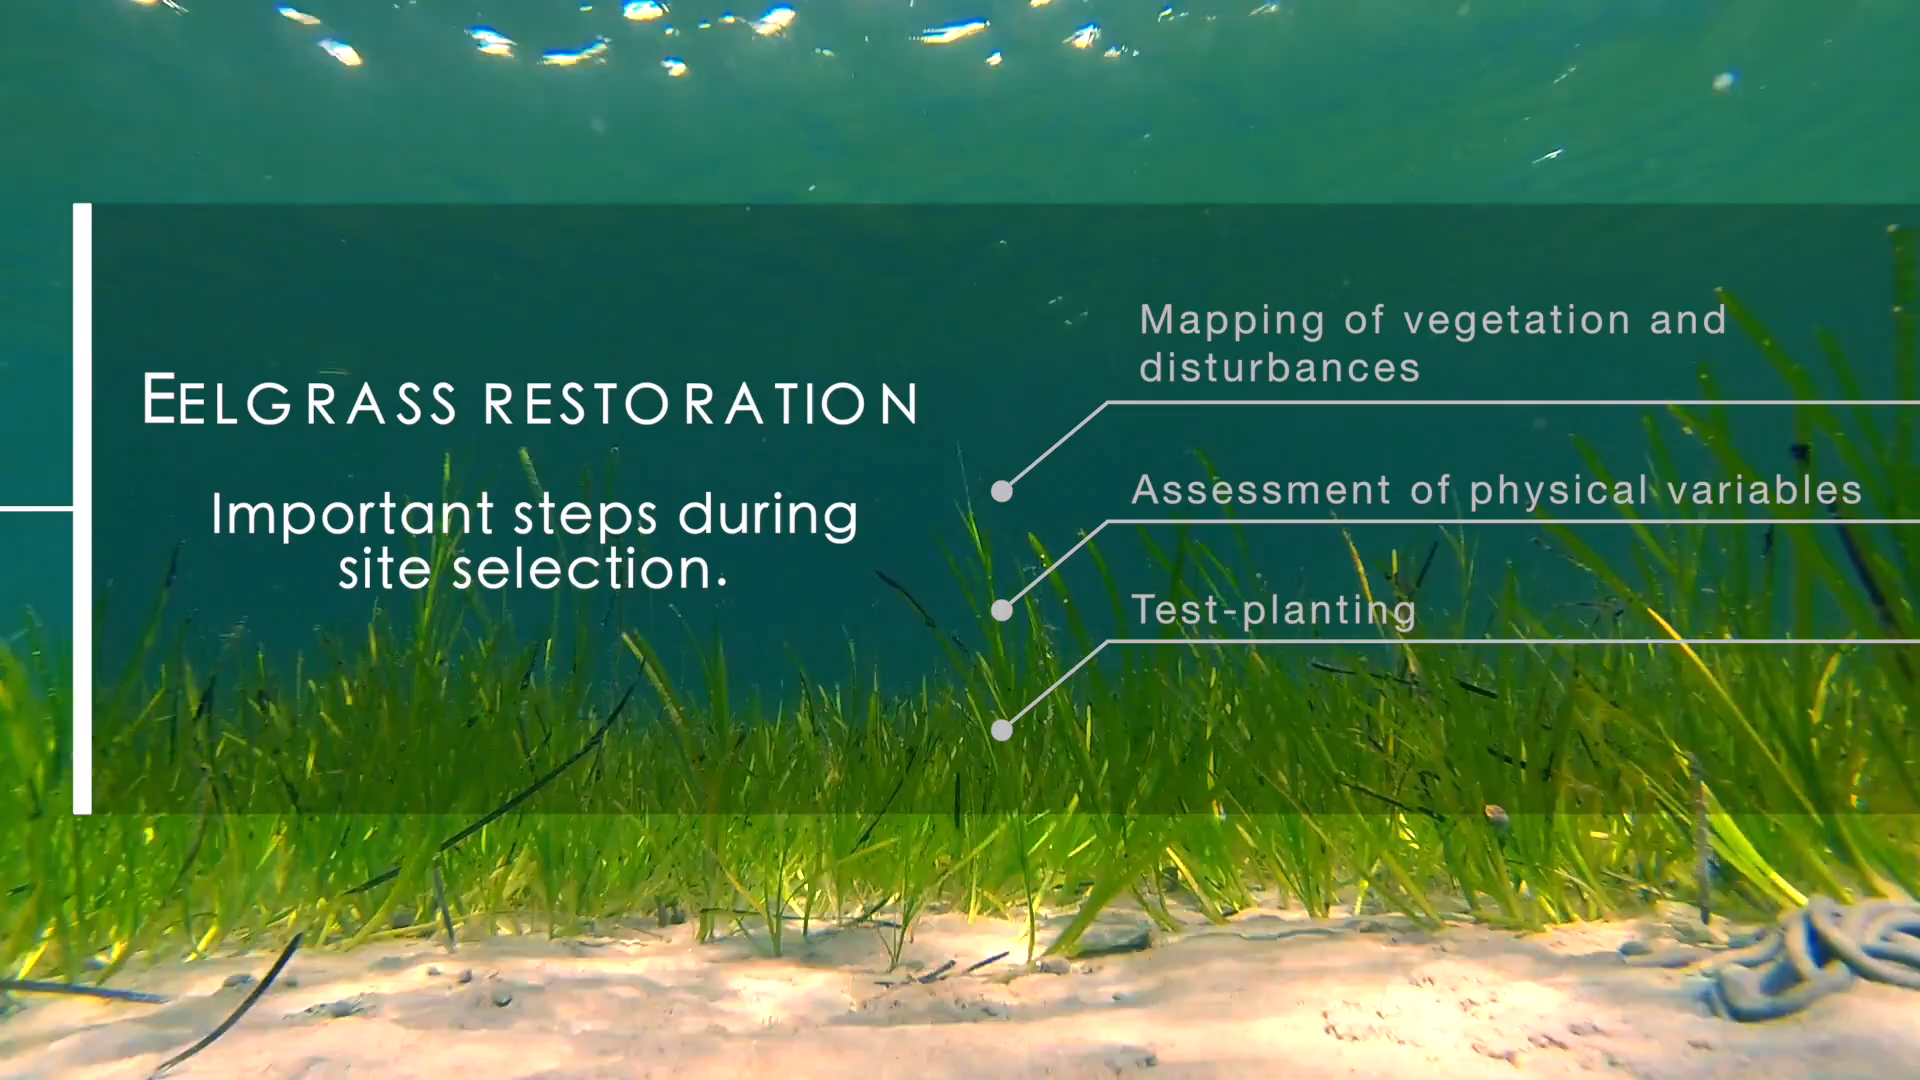 EELGRASS RESTORATION
Important steps during
site selection.
Mapping of vegetation and
disturbances
Assessment of physical variables
Test-planting